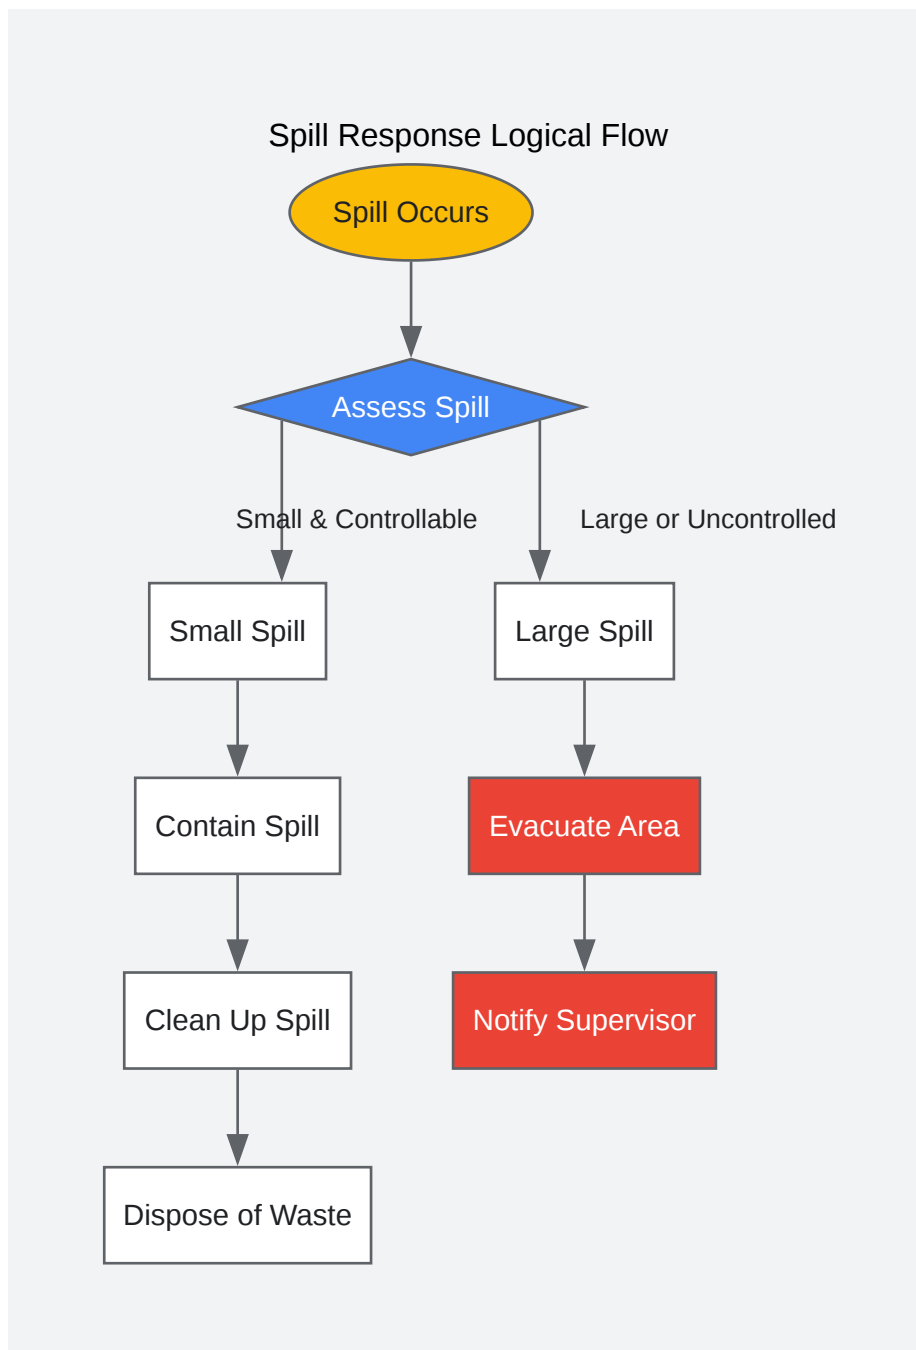 Spill Response Logical Flow
Spill Occurs
Assess Spill
Small & Controllable
Large or Uncontrolled
Small Spill
Large Spill
Contain Spill
Evacuate Area
Clean Up Spill
Notify Supervisor
Dispose of Waste